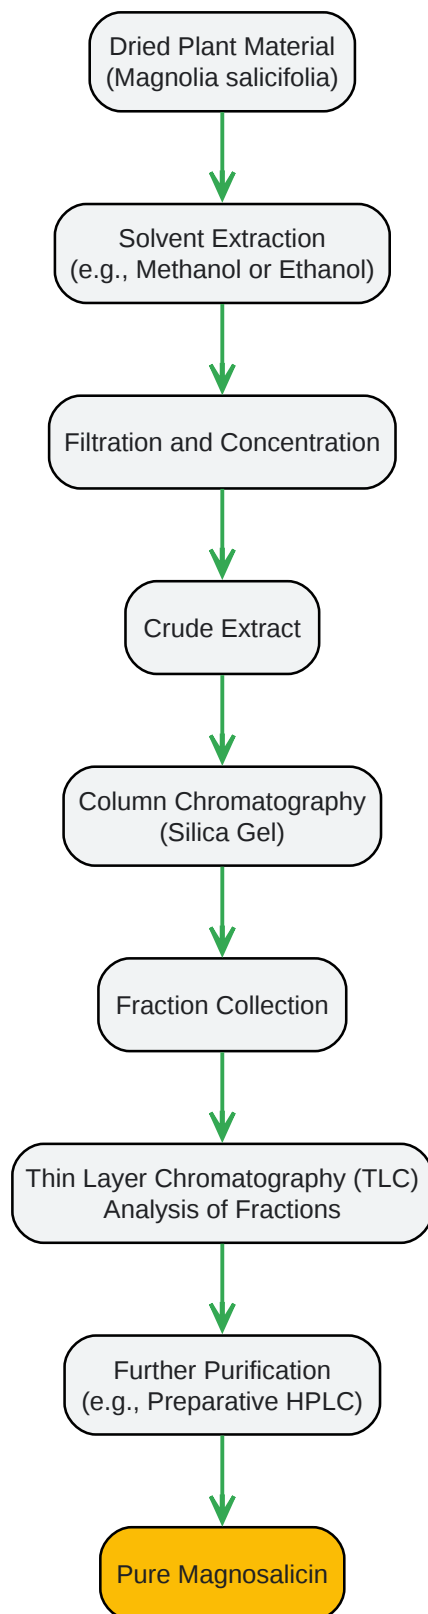 Dried Plant Material
(Magnolia salicifolia)
Solvent Extraction
(e.g., Methanol or Ethanol)
Filtration and Concentration
Crude Extract
Column Chromatography
(Silica Gel)
Fraction Collection
Thin Layer Chromatography (TLC)
Analysis of Fractions
Further Purification
(e.g., Preparative HPLC)
Pure Magnosalicin